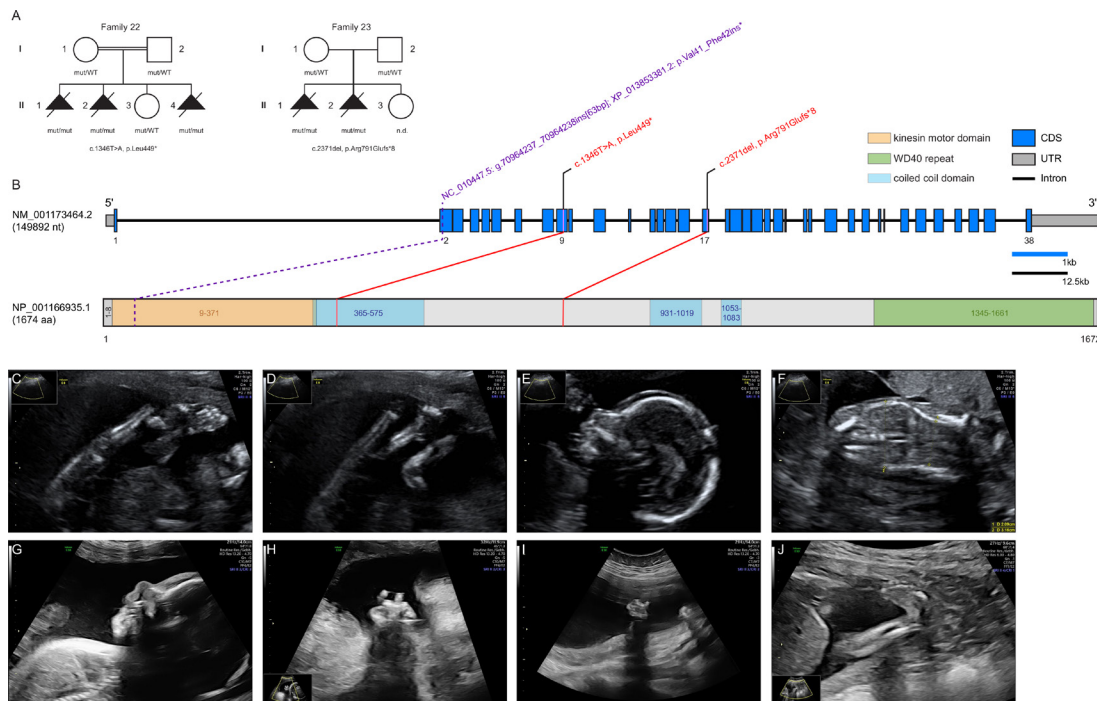 A
Family 22
Family 23
I
1
2
I
1
2
mut/WT
mut/WT
mut/WT
mut/WT
II
1
2
3
4
II
1
2
3
mut/mut
mut/mut
mut/WT
mut/mut
mut/mut
mut/mut
n.d.
c.1346T>A, p.Leu449*
c.2371del, p.Arg791Glufs*8
NC_010447.5: g.70964237_70964238ins[63bp]; XP_013853381.2: p.Val41_Phe42ins*
c.1346T>A, p.Leu449*
c.2371del, p.Arg791Glufs*8
kinesin motor domain
WD40 repeat
coiled coil domain
CDS
UTR
Intron
B
5'
3'
NM_001173464.2
(149892 nt)
1
2
9
17
38
1kb
12.5kb
NP_001166935.1
(1674 aa)
1-8
9-371
365-575
931-1019
1053-
1083
1345-1661
1
1672
C
D
E
F
G
H
I
J